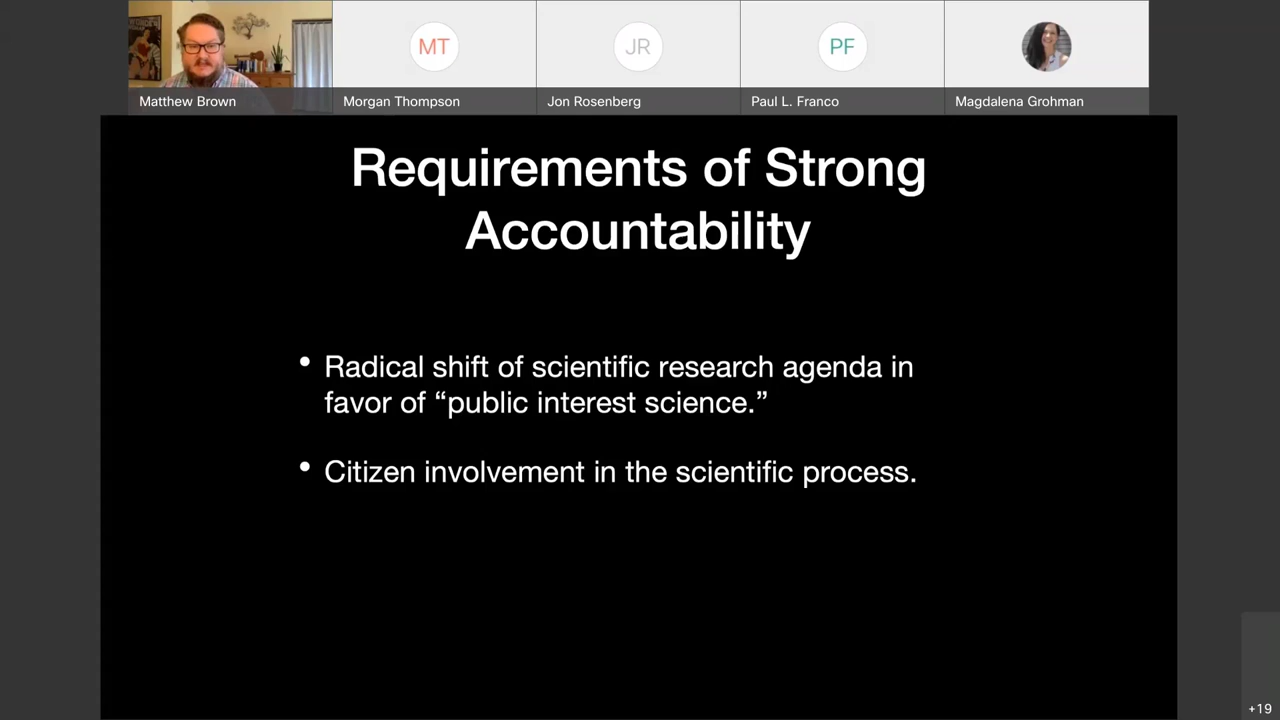 MT
JR
PF
Matthew Brown
Morgan Thompson
Jon Rosenberg
Paul L. Franco
Magdalena Grohman
Requirements of Strong
Accountability
• Radical shift of scientific research agenda in
favor of “public interest science.”
• Citizen involvement in the scientific process.
+19